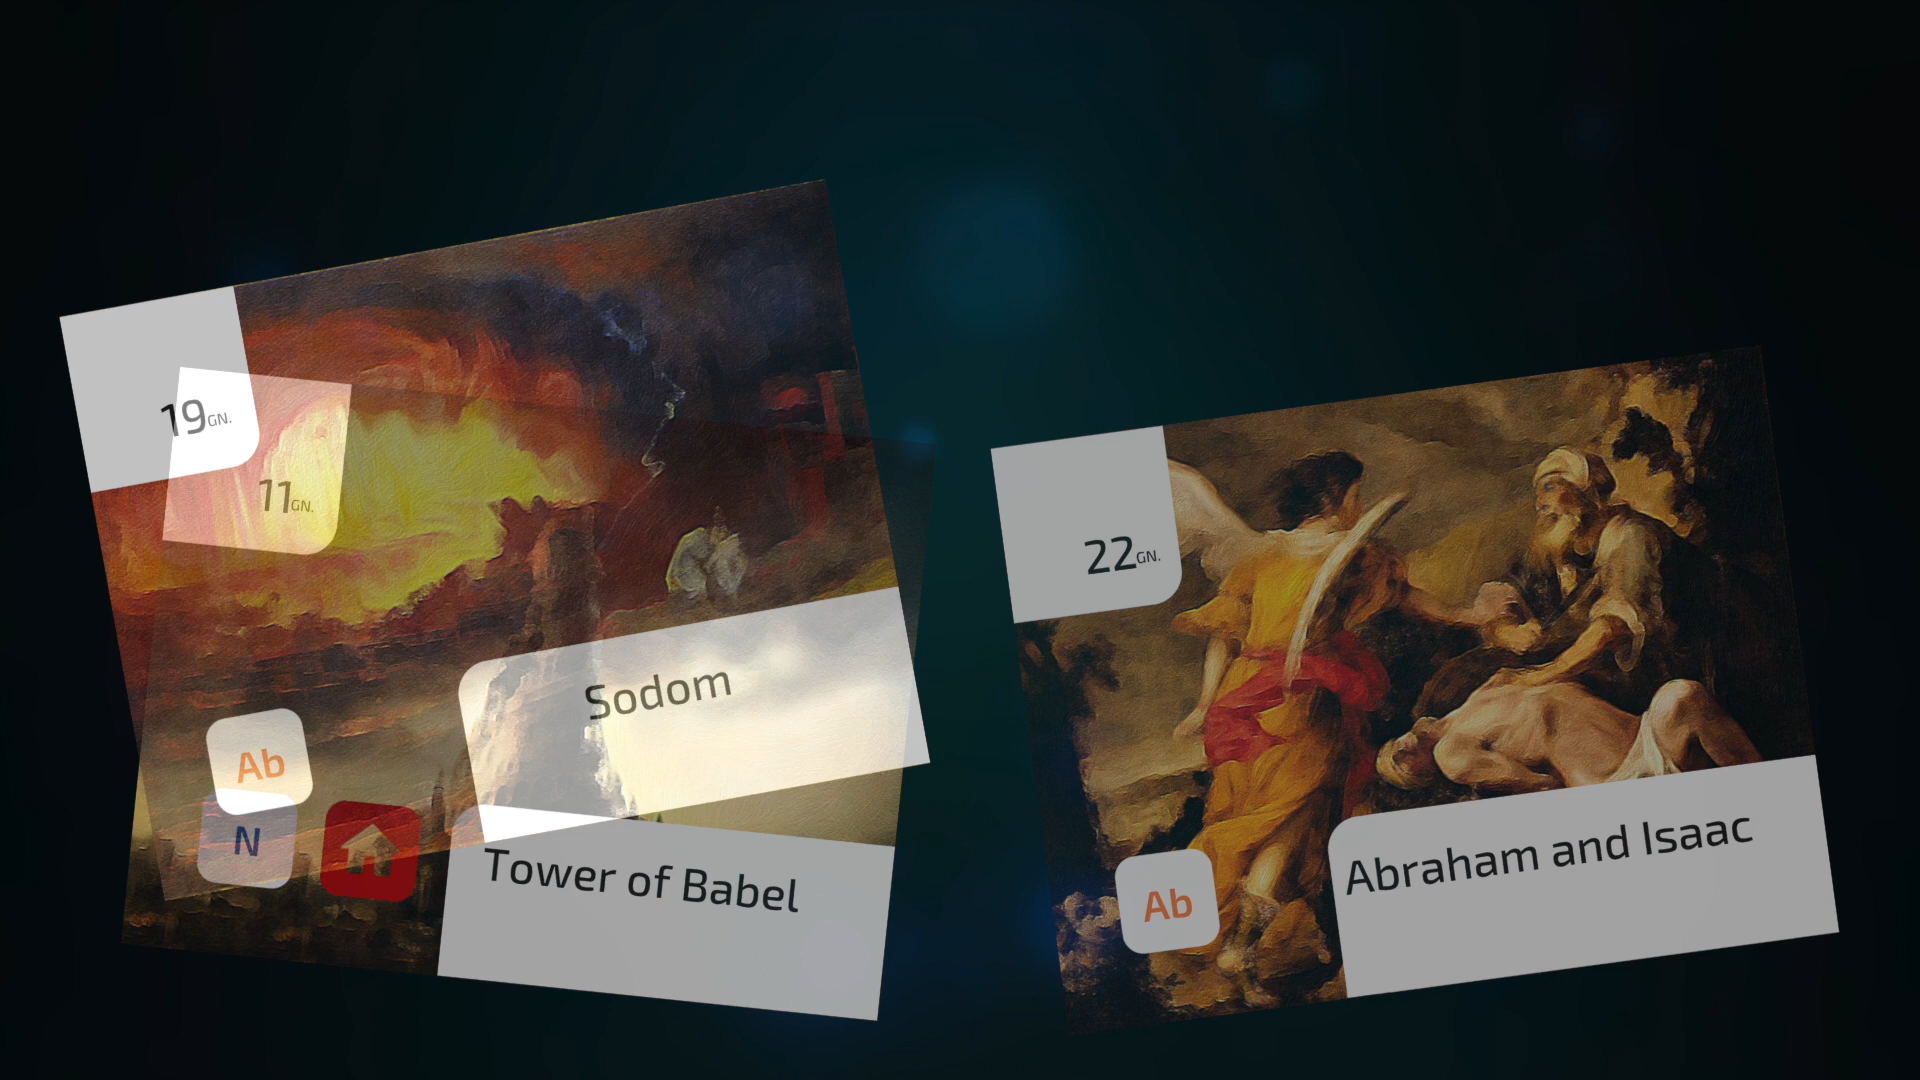 19GN.
11GN.
Sodom
Ab
N
Tower of Babel
22GN.
Abraham and Isaac
Ab